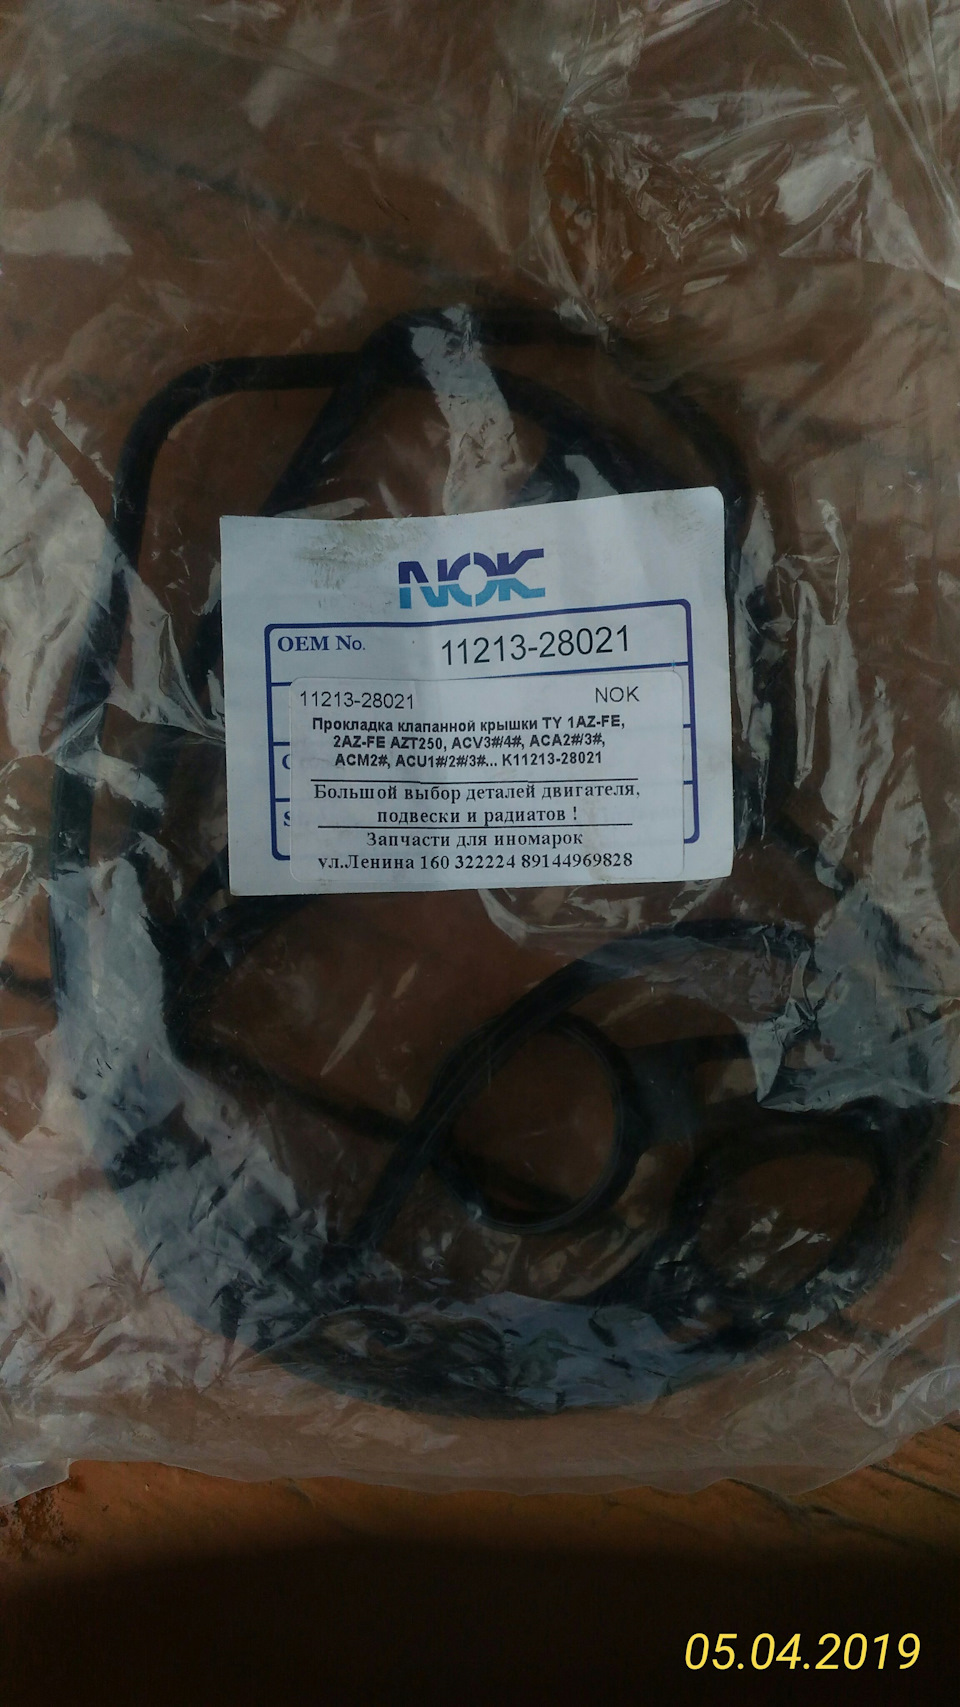 NOK
OEM No. 11213-28021
11213-28021 NOK
Прокладка клапанной крышки TY 1AZ-FE,
2AZ-FE AZT250, ACV3#/4#, ACA2#/3#,
ACM2#, ACU1#/2#/3#... K11213-28021
Большой выбор деталей двигателя,
подвески и радиатов !
Запчасти для иномарок
ул.Ленина 160 322224 89144969828
05.04.2019